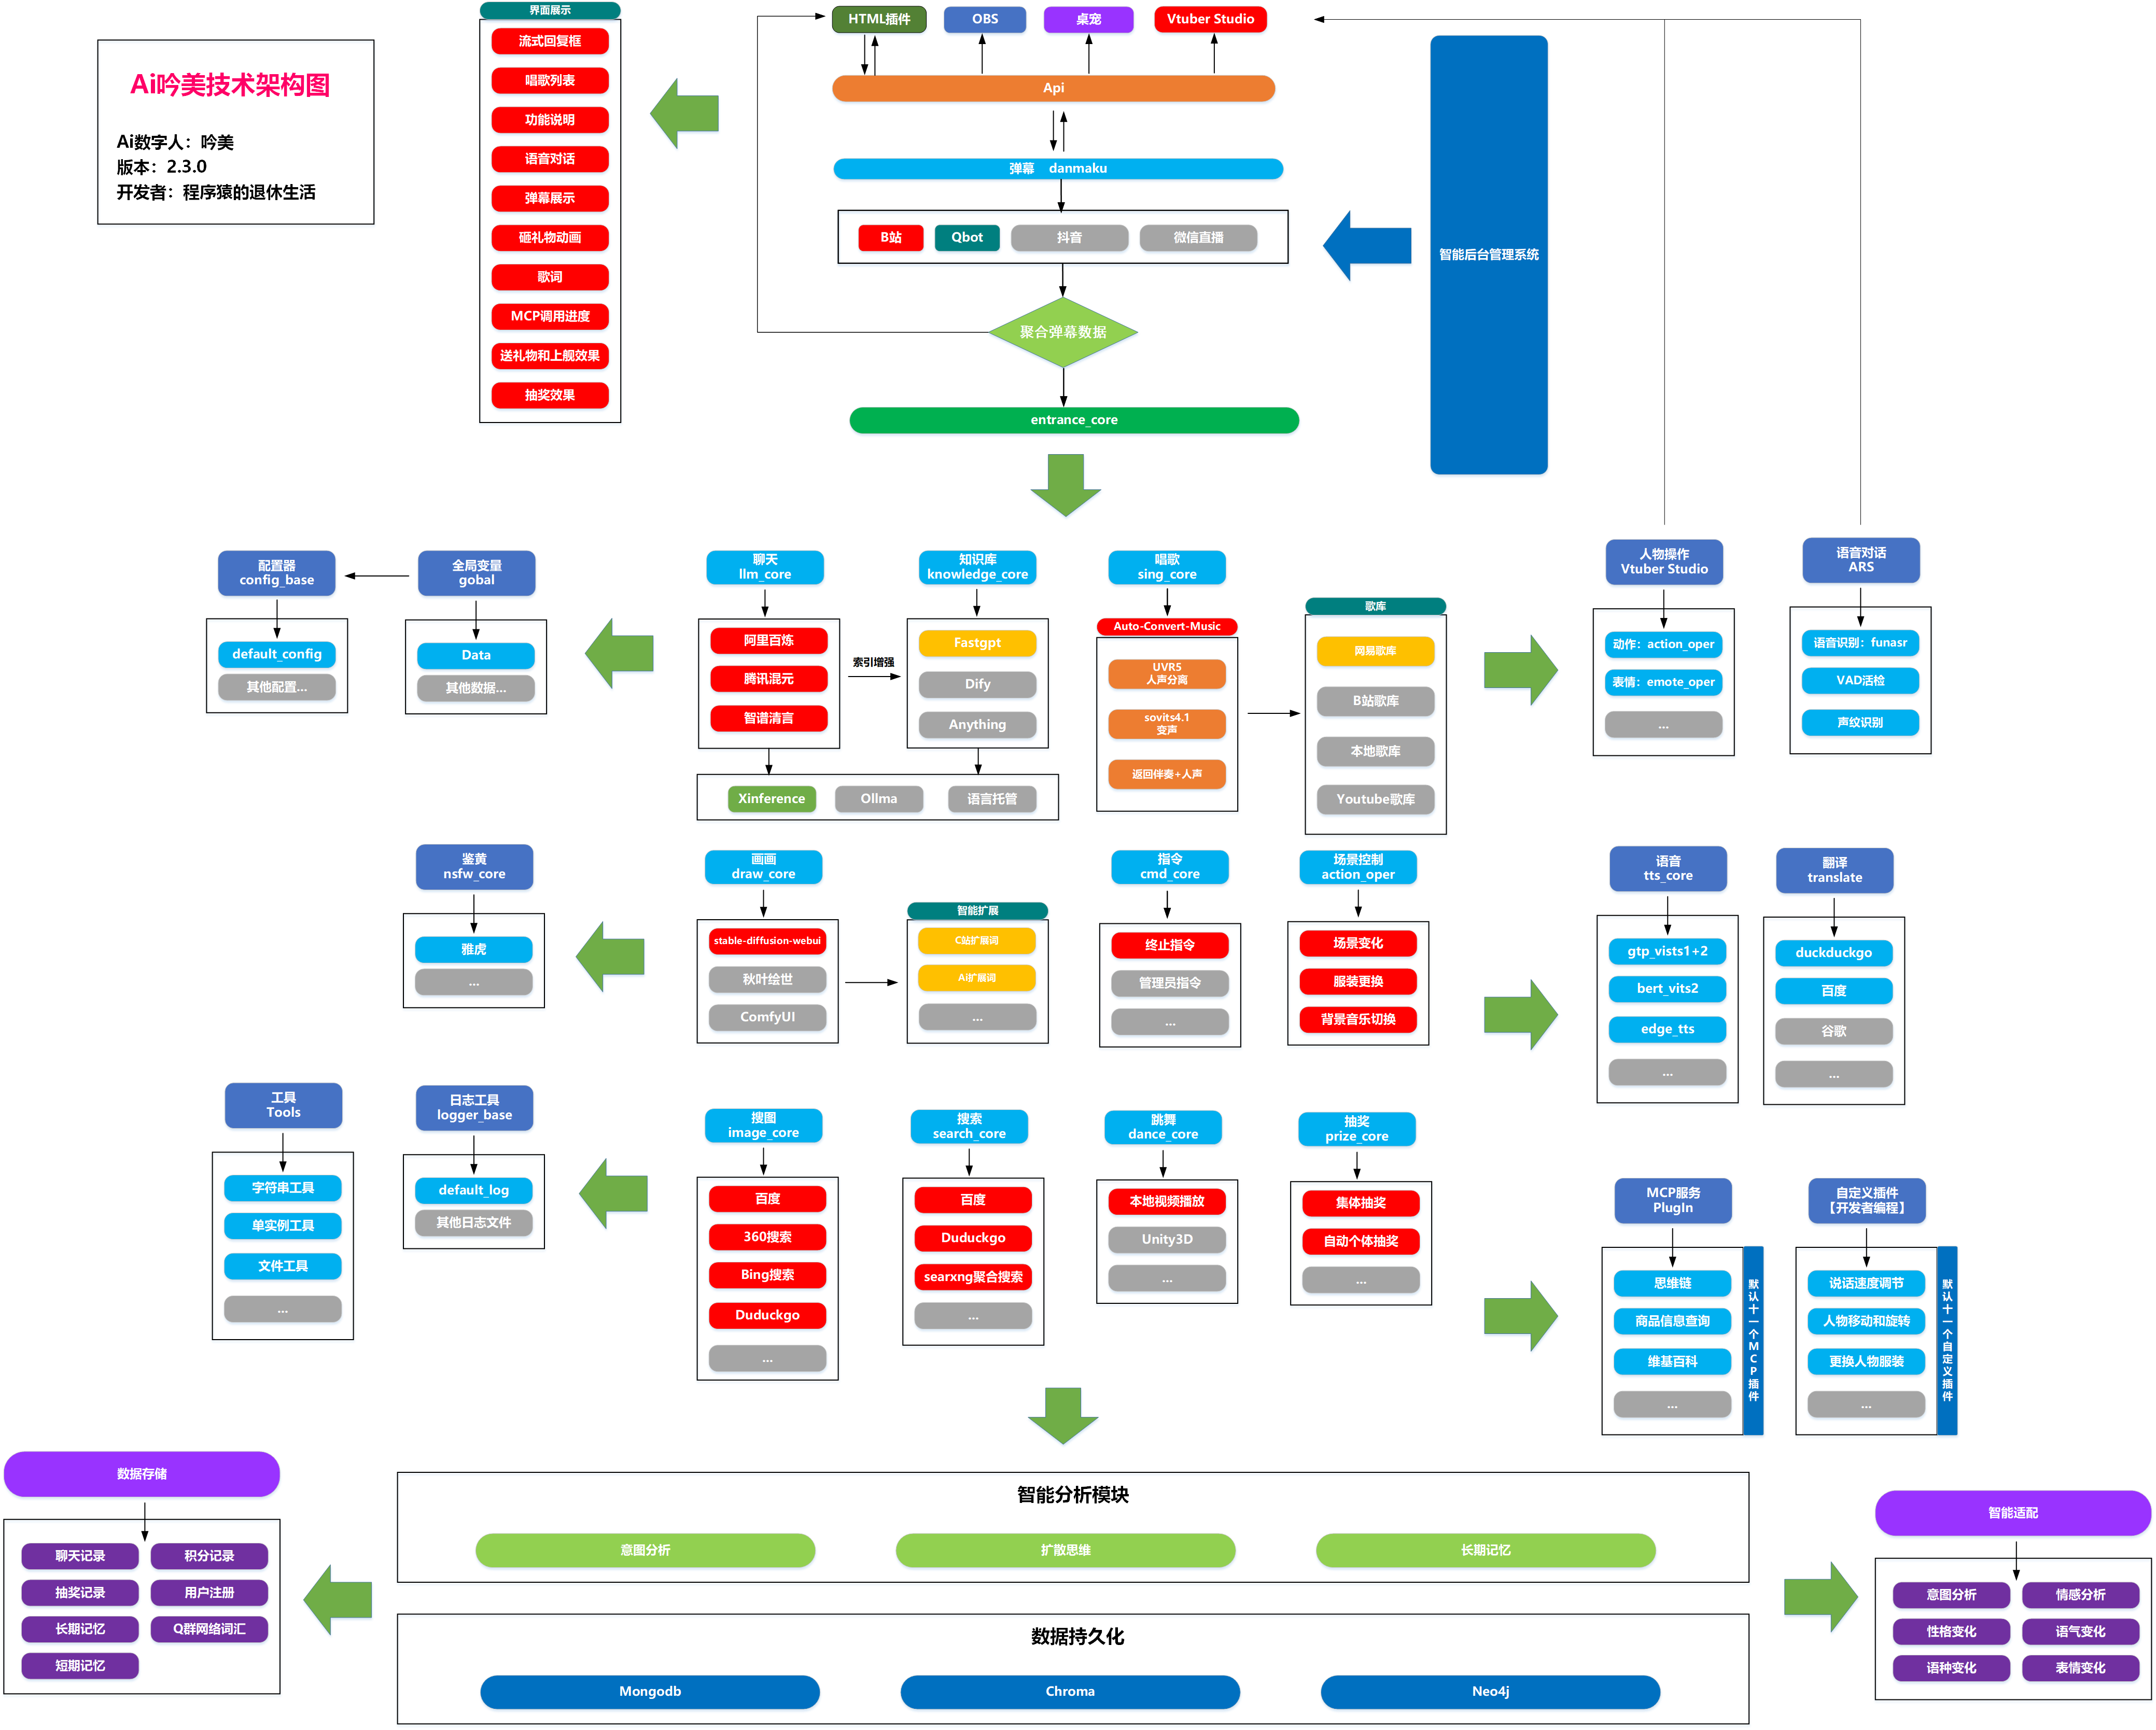 Ai吟美技术架构图
Ai数字人：吟美
版本：2.3.0
开发者：程序猿的退休生活
界面展示
流式回复框
唱歌列表
功能说明
语音对话
弹幕展示
砸礼物动画
歌词
MCP调用进度
送礼物和上舰效果
抽奖效果
HTML插件
OBS
桌宠
Vtuber Studio
Api
弹幕 danmaku
B站
Qbot
抖音
微信直播
聚合弹幕数据
entrance_core
智能后台管理系统
配置器
config_base
default_config
其他配置...
全局变量
gobal
Data
其他数据...
聊天
llm_core
阿里百炼
腾讯混元
智谱清言
索引增强
知识库
knowledge_core
Fastgpt
Dify
Anything
Xinference
Ollma
语言托管
唱歌
sing_core
Auto-Convert-Music
UVR5
人声分离
sovits4.1
变声
返回伴奏+人声
歌库
网易歌库
B站歌库
本地歌库
Youtube歌库
人物操作
Vtuber Studio
动作：action_oper
表情：emote_oper
...
语音对话
ARS
语音识别：funasr
VAD活检
声纹识别
鉴黄
nsfw_core
雅虎
...
画画
draw_core
stable-diffusion-webui
秋叶绘世
ComfyUI
智能扩展
C站扩展词
Ai扩展词
...
指令
cmd_core
终止指令
管理员指令
...
场景控制
action_oper
场景变化
服装更换
背景音乐切换
语音
tts_core
gtp_vists1+2
bert_vits2
edge_tts
...
翻译
translate
duckduckgo
百度
谷歌
...
工具
Tools
字符串工具
单实例工具
文件工具
...
日志工具
logger_base
default_log
其他日志文件
搜图
image_core
百度
360搜索
Bing搜索
Duduckgo
...
搜索
search_core
百度
Duduckgo
searxng聚合搜索
...
跳舞
dance_core
本地视频播放
Unity3D
...
抽奖
prize_core
集体抽奖
自动个体抽奖
...
MCP服务
PlugIn
思维链
商品信息查询
维基百科
...
默认十一个MCP插件
自定义插件
【开发者编程】
说话速度调节
人物移动和旋转
更换人物服装
...
默认十一个自定义插件
数据存储
聊天记录
积分记录
抽奖记录
用户注册
长期记忆
Q群网络词汇
短期记忆
智能分析模块
意图分析
扩散思维
长期记忆
数据持久化
Mongodb
Chroma
Neo4j
智能适配
意图分析
情感分析
性格变化
语气变化
语种变化
表情变化